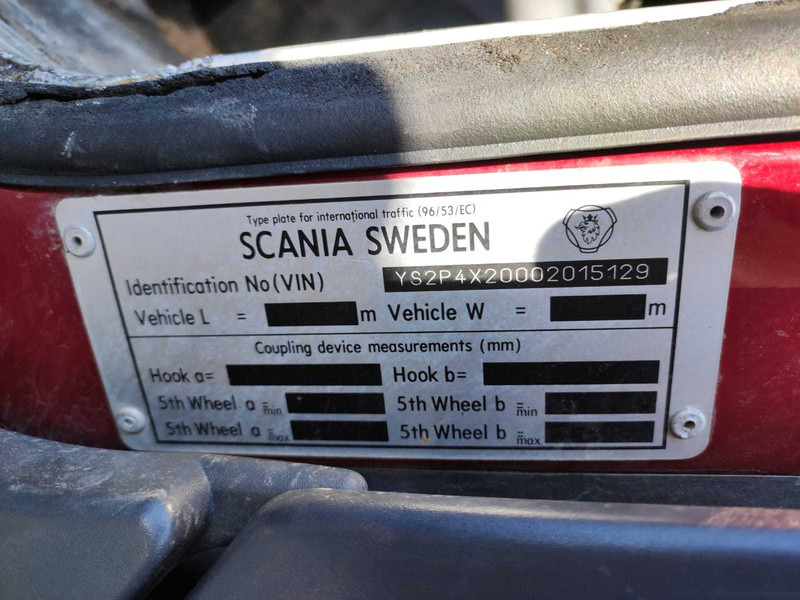 Type plate for international traffic (96/53/EC)
SCANIA SWEDEN
Identification No (VIN) YS2P4X20002015129
Vehicle L = m Vehicle W = m
Coupling device measurements (mm)
Hook a= Hook b=
5th Wheel a = min 5th Wheel b = min
5th Wheel a = max 5th Wheel b = max